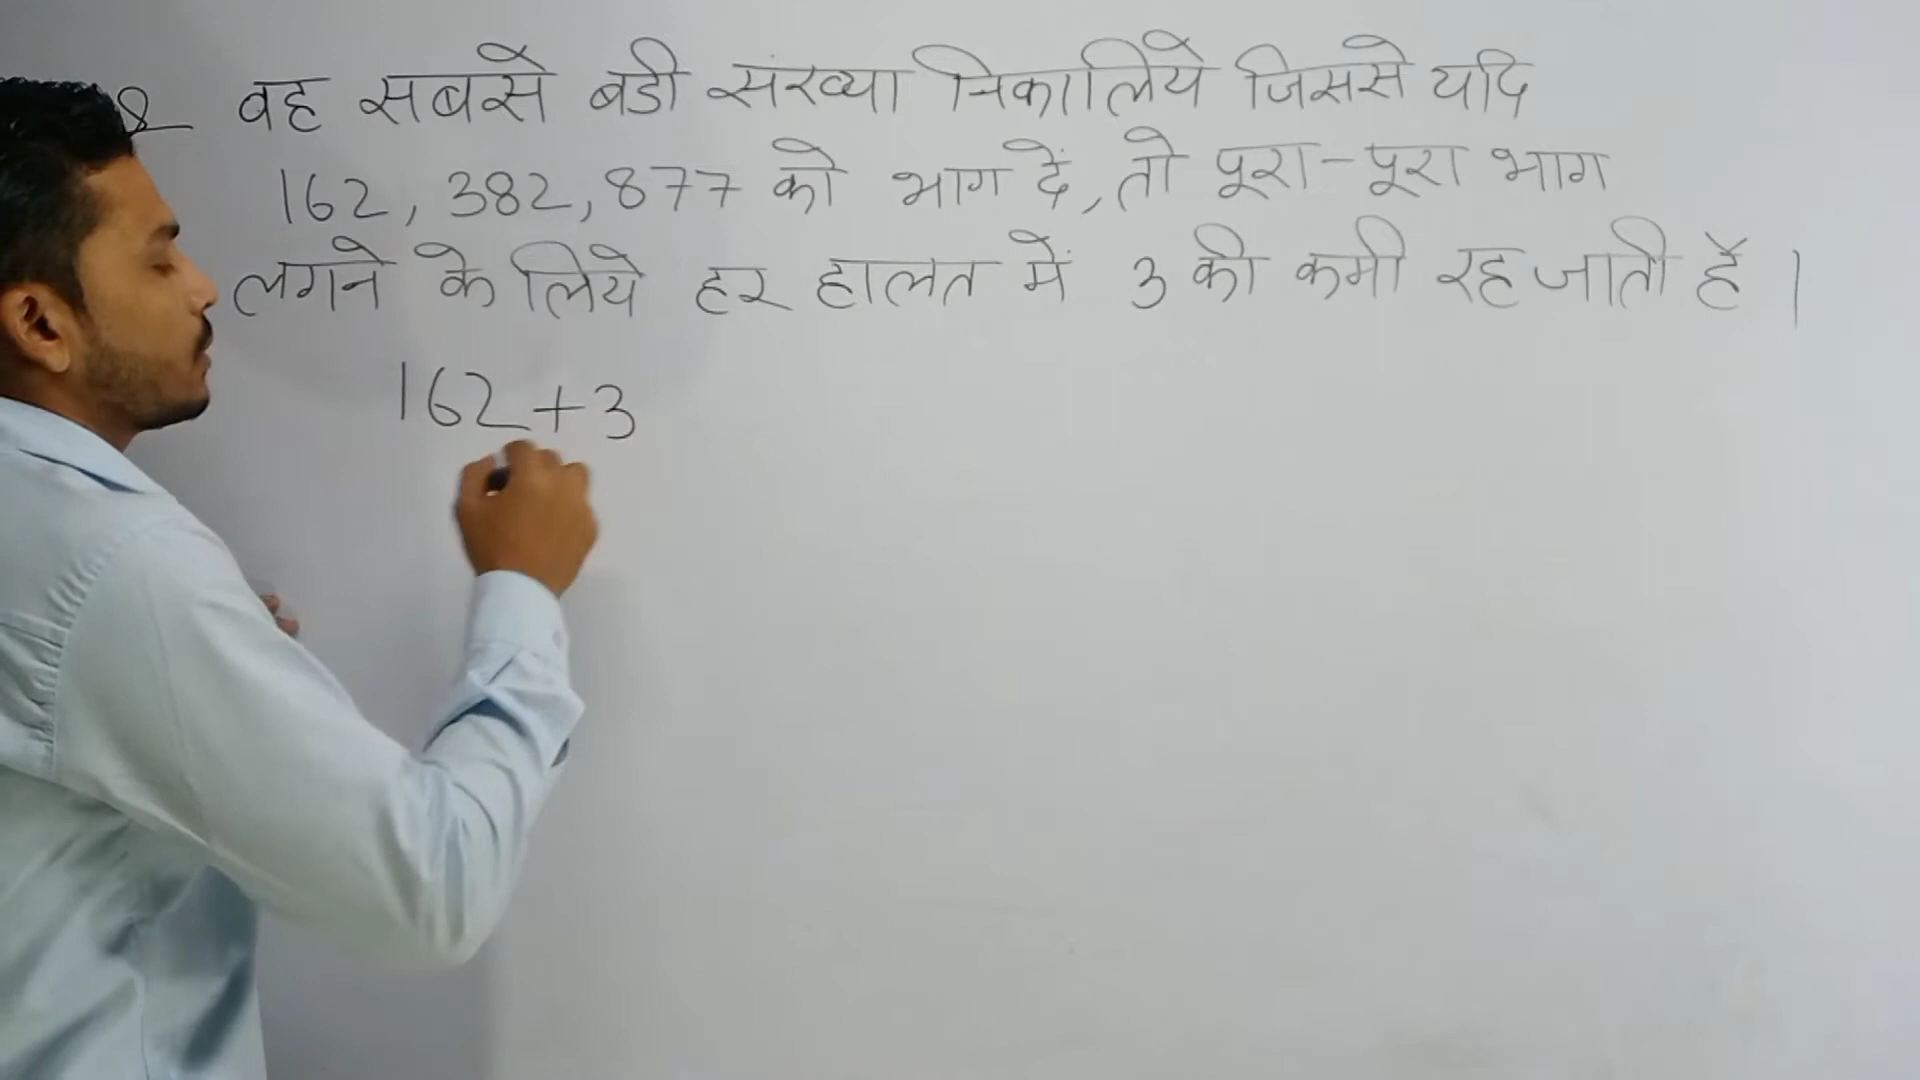 Q वह सबसे बडी संख्या निकालिये जिससे यदि
162, 382, 877 को भाग दें, तो पूरा-पूरा भाग
लगने के लिये हर हालत में 3 की कमी रह जाती है।
162+3